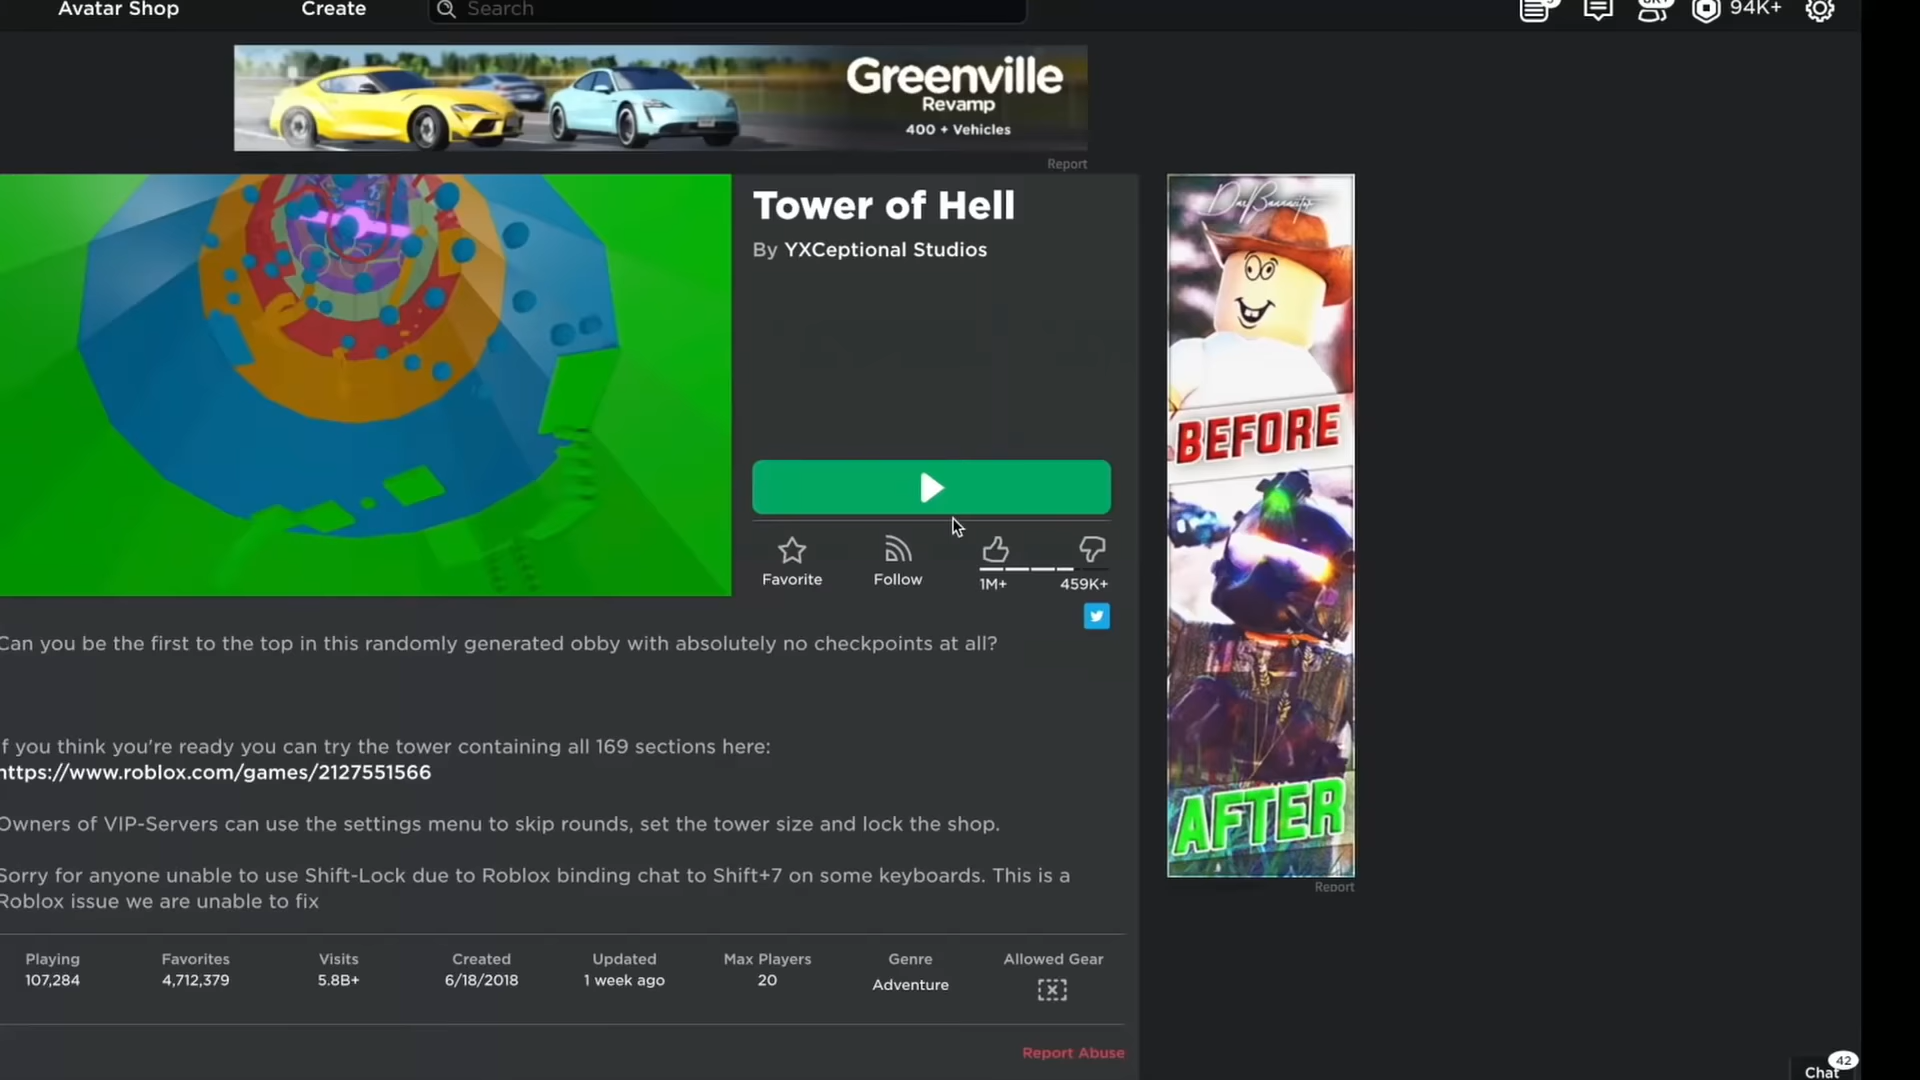 Avatar Shop
Create
Search
94K+
Greenville
Revamp
400 + Vehicles
Report
Tower of Hell
By YXCeptional Studios
BEFORE
Favorite
Follow
1M+
459K+
Can you be the first to the top in this randomly generated obby with absolutely no checkpoints at all?
If you think you're ready you can try the tower containing all 169 sections here:
https://www.roblox.com/games/2127551566
AFTER
Owners of VIP-Servers can use the settings menu to skip rounds, set the tower size and lock the shop.
Sorry for anyone unable to use Shift-Lock due to Roblox binding chat to Shift+7 on some keyboards. This is a
Roblox issue we are unable to fix
Report
Playing
Favorites
Visits
Created
Updated
Max Players
Genre
Allowed Gear
107,284
4,712,379
5.8B+
6/18/2018
1 week ago
20
Adventure
Report Abuse
42
Chat